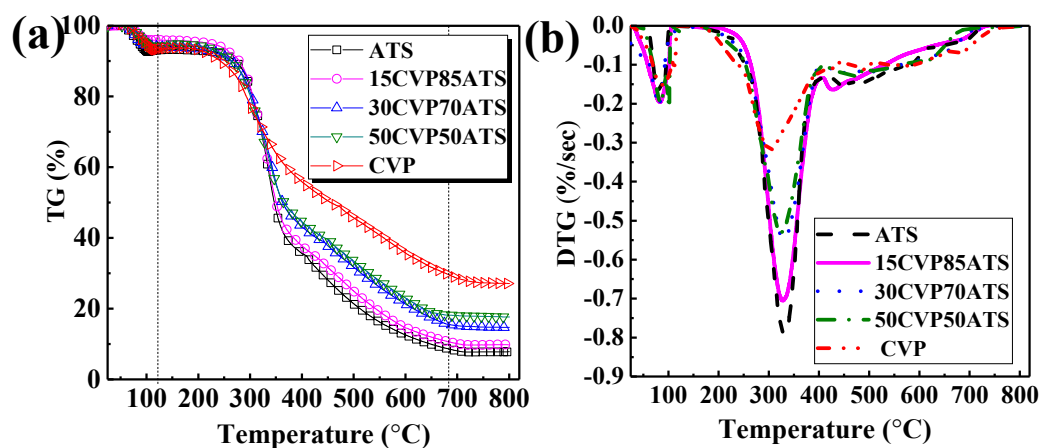 (a)
100
80
60
40
20
0
TG (%)
ATS
15CVP85ATS
30CVP70ATS
50CVP50ATS
CVP
100 200 300 400 500 600 700 800
Temperature (°C)
(b)
0.0
-0.1
-0.2
-0.3
-0.4
-0.5
-0.6
-0.7
-0.8
-0.9
DTG (%/sec)
ATS
15CVP85ATS
30CVP70ATS
50CVP50ATS
CVP
100 200 300 400 500 600 700 800
Temperature (°C)